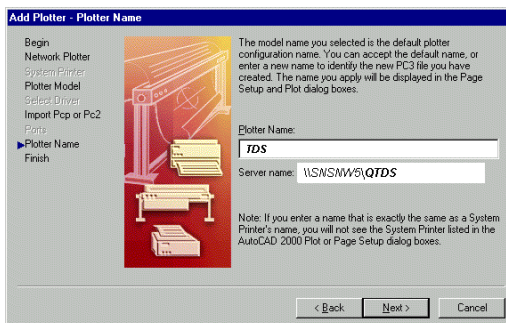 Add Plotter - Plotter Name
Begin
Network Plotter
System Printer
Plotter Model
Select Driver
Import Pcp or Pc2
Ports
Plotter Name
Finish
The model name you selected is the default plotter
configuration name. You can accept the default name, or
enter a new name to identify the new PC3 file you have
created. The name you apply will be displayed in the Page
Setup and Plot dialog boxes.
Plotter Name:
TDS
Server name: \\SNSNW5\QTDS
Note: If you enter a name that is exactly the same as a System
Printer's name, you will not see the System Printer listed in the
AutoCAD 2000 Plot or Page Setup dialog boxes.
< Back
Next >
Cancel